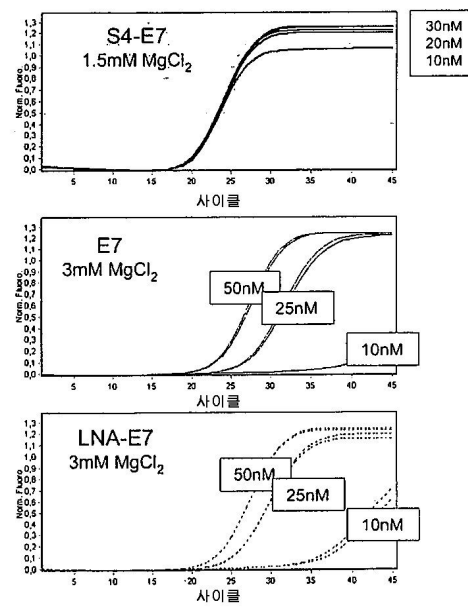 S4-E7
1.5mM MgCl₂
30nM
20nM
10nM
Norm. Fluoro.
1,3
1,2
1,1
1,0
0,9
0,8
0,7
0,6
0,5
0,4
0,3
0,2
0,1
0,0
5 10 15 20 25 30 35 40 45
사이클
E7
3mM MgCl₂
50nM
25nM
10nM
Norm. Fluoro.
1,3
1,2
1,1
1,0
0,9
0,8
0,7
0,6
0,5
0,4
0,3
0,2
0,1
0,0
5 10 15 20 25 30 35 40 45
사이클
LNA-E7
3mM MgCl₂
50nM
25nM
10nM
Norm. Fluoro.
1,3
1,2
1,1
1,0
0,9
0,8
0,7
0,6
0,5
0,4
0,3
0,2
0,1
0,0
5 10 15 20 25 30 35 40 45
사이클